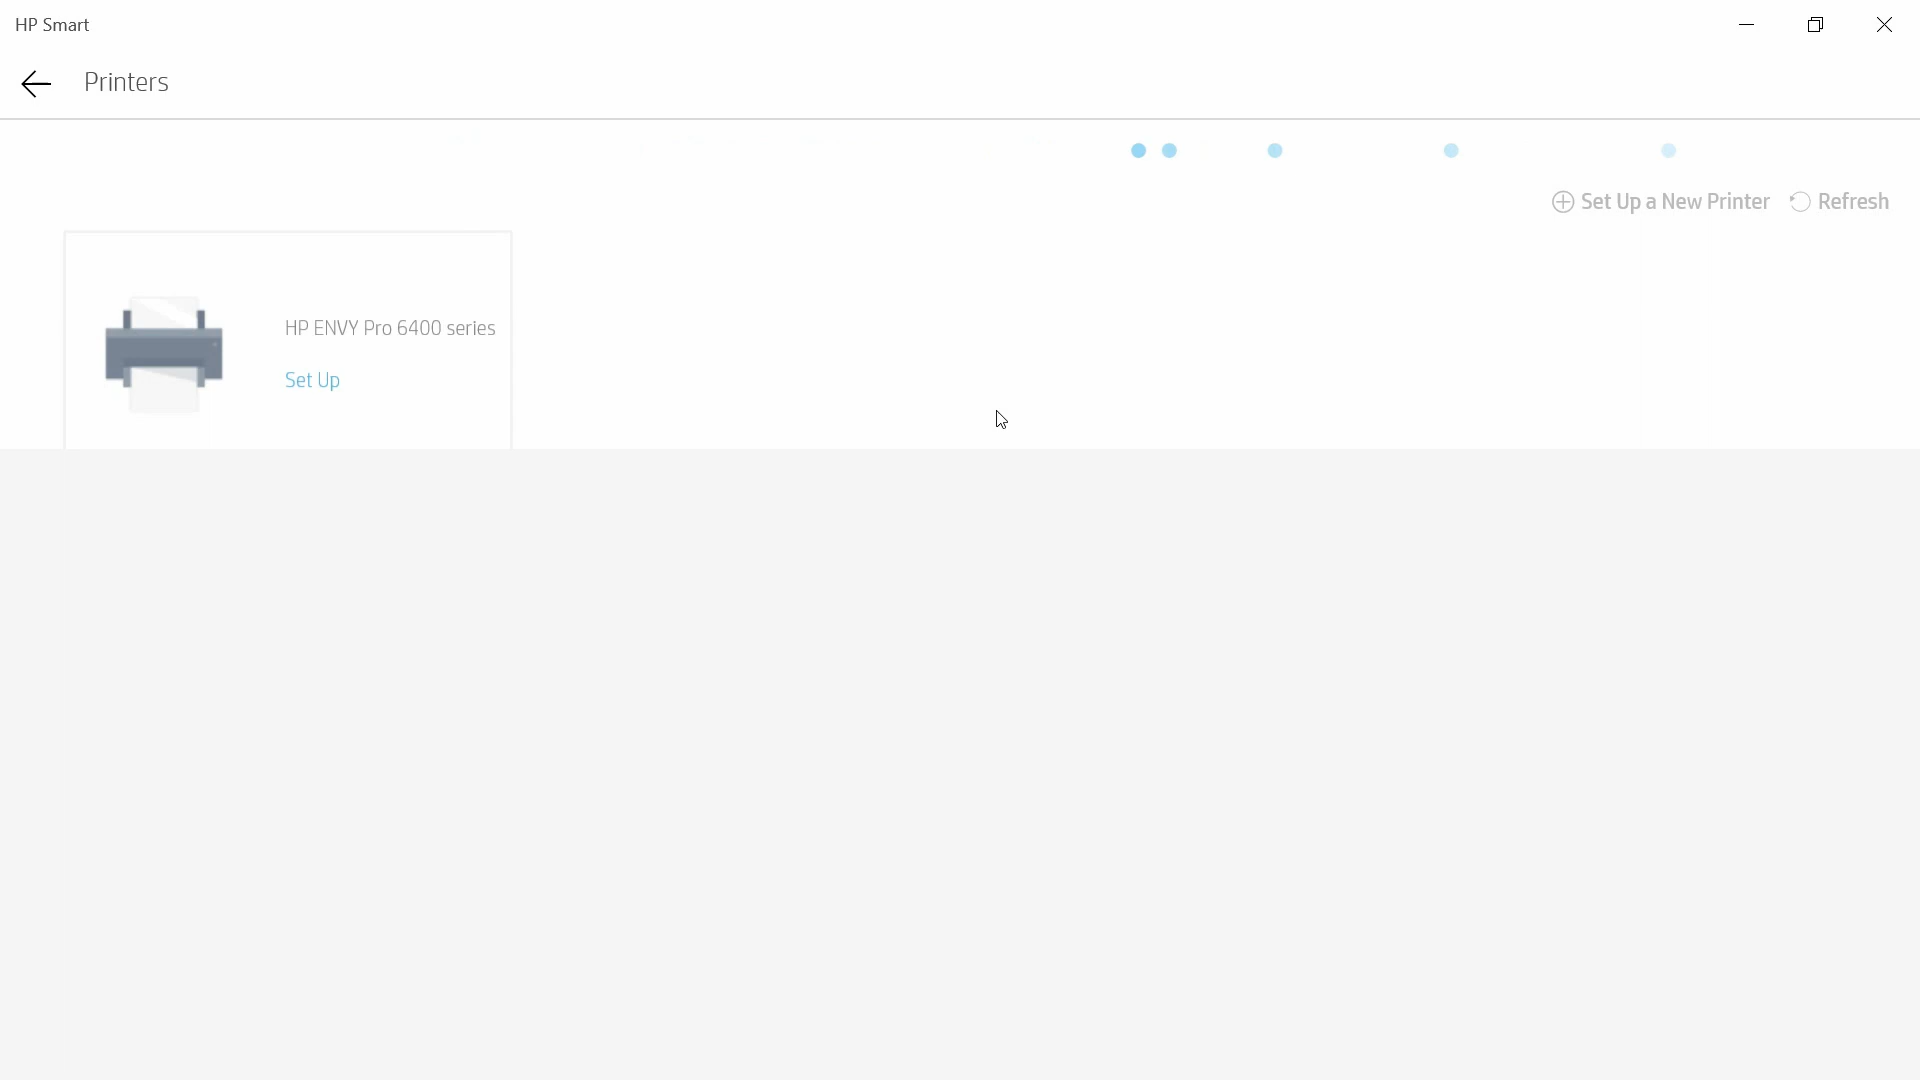 HP Smart
Printers
Set Up a New Printer
Refresh
HP ENVY Pro 6400 series
Set Up